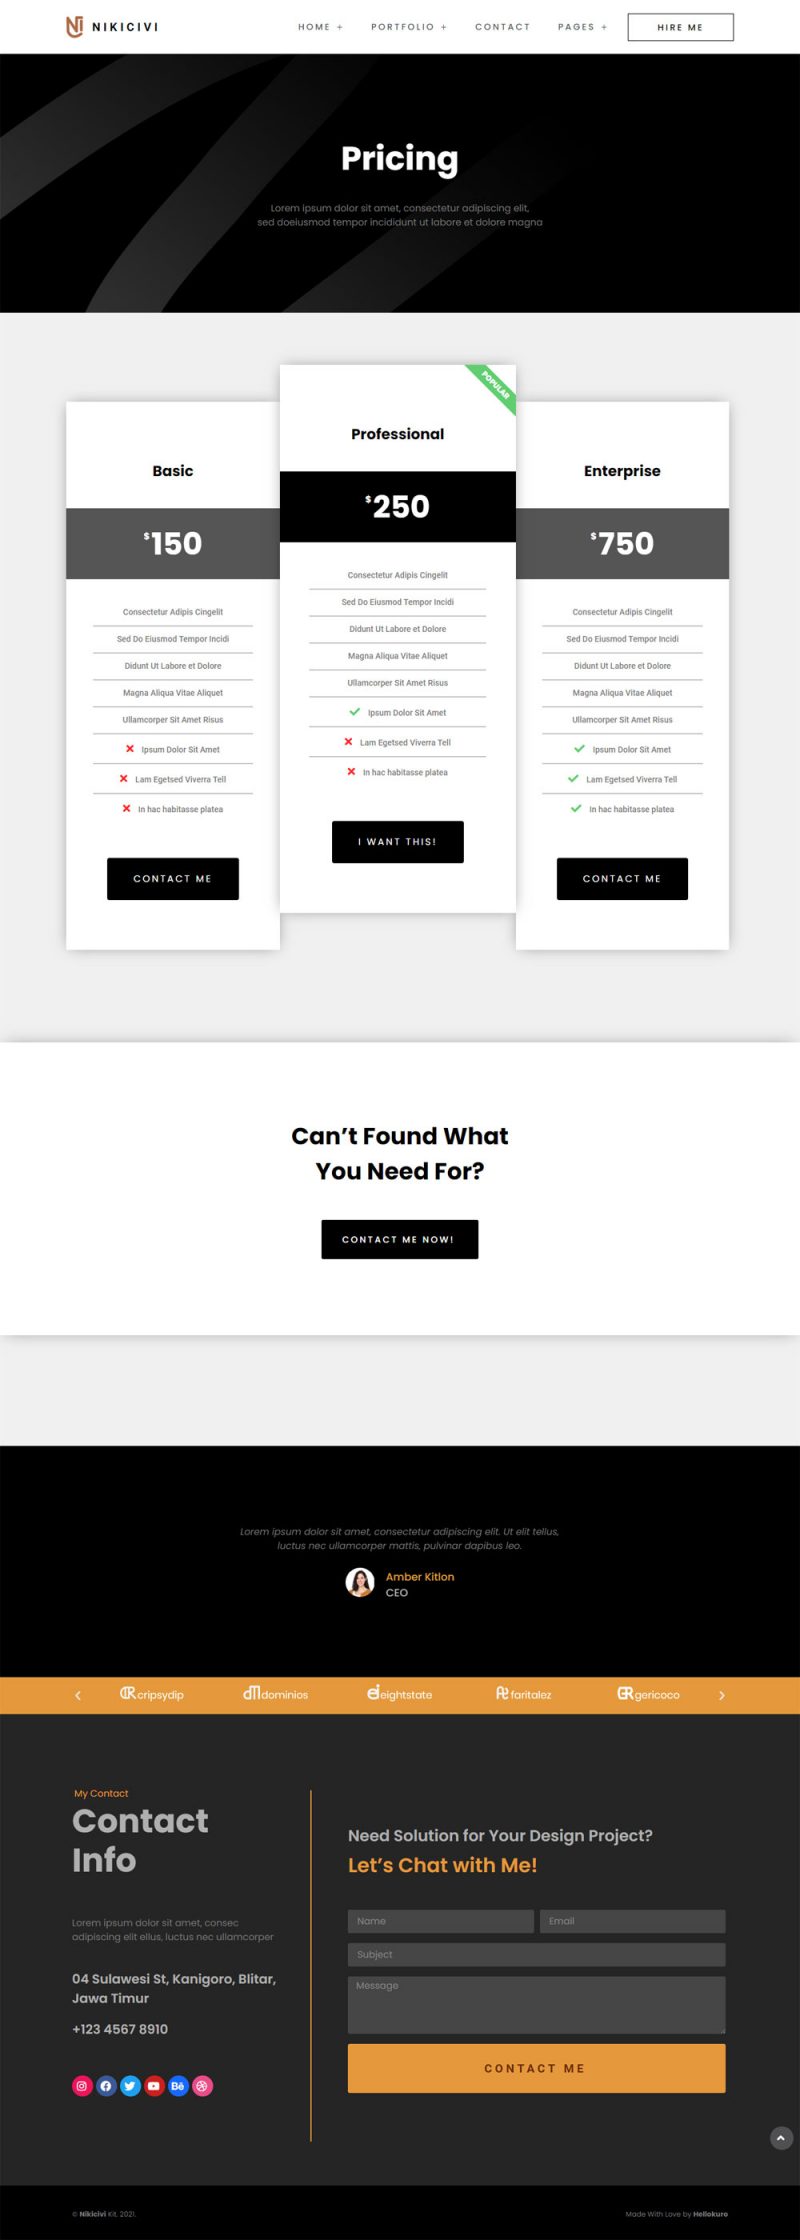 NIKICIVI
HOME +
PORTFOLIO +
CONTACT
PAGES +
HIRE ME
Pricing
Lorem ipsum dolor sit amet, consectetur adipiscing elit,
sed doeiusmod tempor incididunt ut labore et dolore magna
Basic
$150
Consectetur Adipis Cingelit
Sed Do Eiusmod Tempor Incidi
Didunt Ut Labore et Dolore
Magna Aliqua Vitae Aliquet
Ullamcorper Sit Amet Risus
Ipsum Dolor Sit Amet
Lam Egetsed Viverra Tell
In hac habitasse platea
CONTACT ME
POPULAR
Professional
$250
Consectetur Adipis Cingelit
Sed Do Eiusmod Tempor Incidi
Didunt Ut Labore et Dolore
Magna Aliqua Vitae Aliquet
Ullamcorper Sit Amet Risus
Ipsum Dolor Sit Amet
Lam Egetsed Viverra Tell
In hac habitasse platea
I WANT THIS!
Enterprise
$750
Consectetur Adipis Cingelit
Sed Do Eiusmod Tempor Incidi
Didunt Ut Labore et Dolore
Magna Aliqua Vitae Aliquet
Ullamcorper Sit Amet Risus
Ipsum Dolor Sit Amet
Lam Egetsed Viverra Tell
In hac habitasse platea
CONTACT ME
Can't Found What
You Need For?
CONTACT ME NOW!
Lorem ipsum dolor sit amet, consectetur adipiscing elit. Ut elit tellus,
luctus nec ullamcorper mattis, pulvinar dapibus leo.
Amber Kitlon
CEO
cripsydip
dominios
eightstate
faritalez
gericoco
My Contact
Contact
Info
Lorem ipsum dolor sit amet, consec
adipiscing elit ellus, luctus nec ullamcorper
04 Sulawesi St, Kanigoro, Blitar,
Jawa Timur
+123 4567 8910
Need Solution for Your Design Project?
Let's Chat with Me!
Name
Email
Subject
Message
CONTACT ME
© Nikicivi Kit. 2021.
Made With Love by Hellokuro